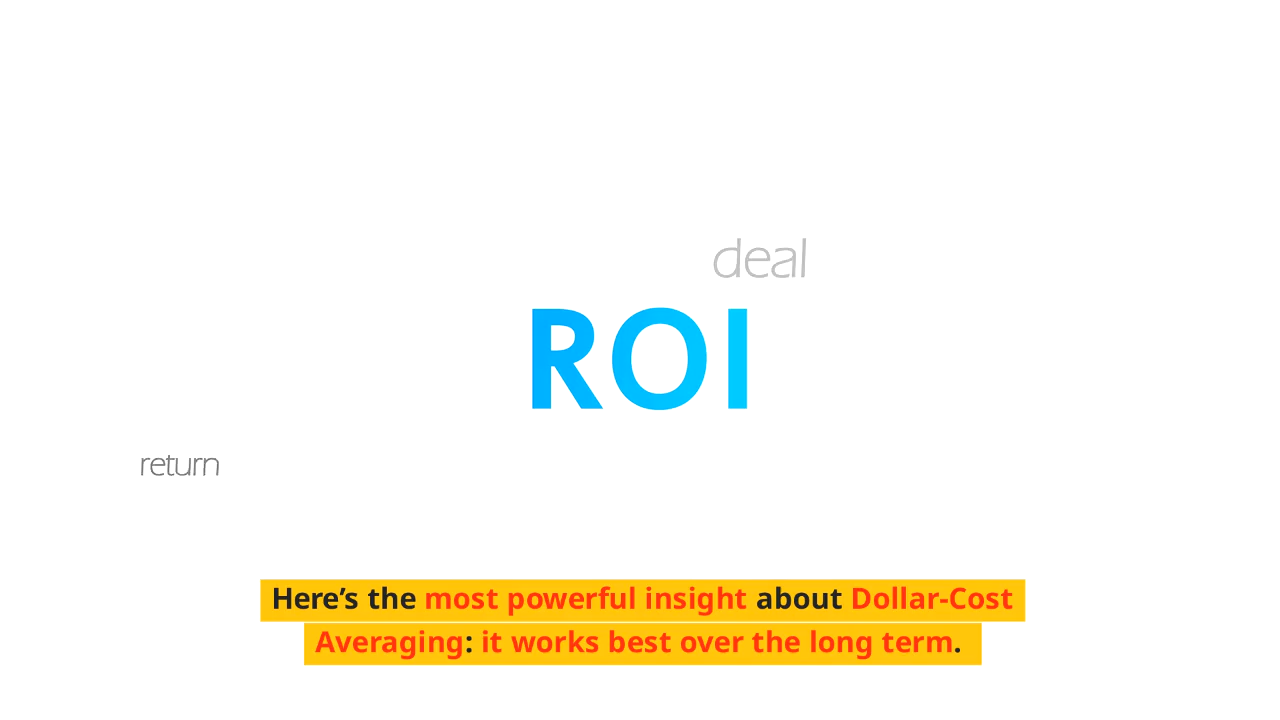 deal
ROI
return
Here’s the most powerful insight about Dollar-Cost
Averaging: it works best over the long term.